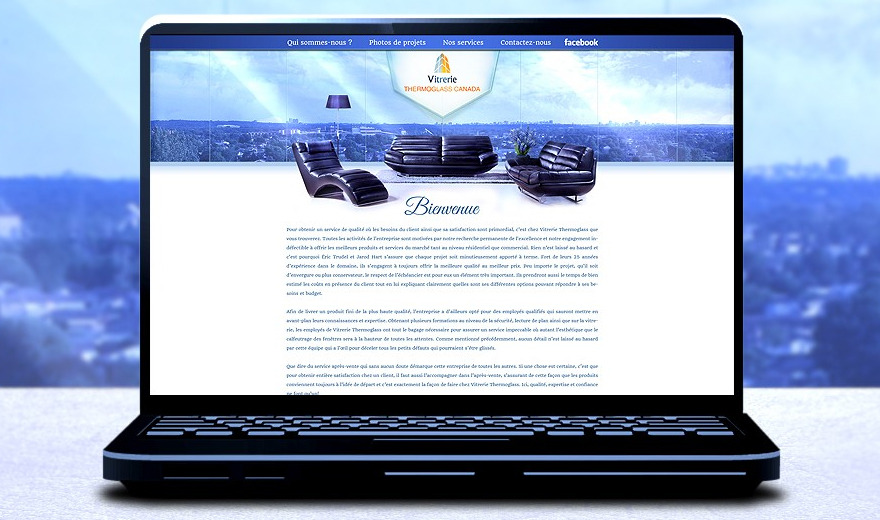 Qui sommes-nous ? Photos de projets Nos services Contactez-nous facebook
Vitrerie
THERMOGLASS CANADA
Bienvenue
Pour obtenir un service de qualité où les besoins du client ainsi que sa satisfaction sont primordial, c'est chez Vitrerie Thermoglass que
vous trouverez. Toutes les activités de l'entreprise sont motivées par notre recherche permanente de l'excellence et notre engagement in-
défectible à offrir les meilleurs produits et services du marché tant au niveau résidentiel que commercial. Rien n'est laissé au hasard et
c'est pourquoi Éric Trudel et Jarod Hart s'assure que chaque projet soit minutieusement apporté à terme. Fort de leurs 25 années
d'expérience dans le domaine, ils s'engagent à toujours offrir la meilleure qualité au meilleur prix. Peu importe le projet, qu'il soit
d'envergure ou plus conservateur, le respect de l'échéancier est pour eux un élément très important. Ils prendront aussi le temps de bien
estimé les coûts en présence du client tout en lui expliquant clairement quelles sont ses différentes options pouvant répondre à ses be-
soins et budget.
Afin de livrer un produit fini de la plus haute qualité, l'entreprise a d'ailleurs opté pour des employés qualifiés qui sauront mettre en
avant-plan leurs connaissances et expertise. Obtenant plusieurs formations au niveau de la sécurité, lecture de plan ainsi que sur la vitre-
rie, les employés de Vitrerie Thermoglass ont tout le bagage nécessaire pour assurer un service impeccable où autant l'esthétique que le
calfeutrage des fenêtres sera à la hauteur de toutes les attentes. Comme mentionné précédemment, aucun détail n'est laissé au hasard
par cette équipe qui a l'œil pour déceler tous les petits défauts qui pourraient s'être glissés.
Que dire du service après-vente qui sans aucun doute démarque cette entreprise de toutes les autres. Si une chose est certaine, c'est que
pour obtenir entière satisfaction chez un client, il faut aussi l'accompagner dans l'après-vente, s'assurant de cette façon que les produits
conviennent toujours à l'idée de départ et c'est exactement la façon de faire chez Vitrerie Thermoglass. Ici, qualité, expertise et confiance
ne font qu'un!